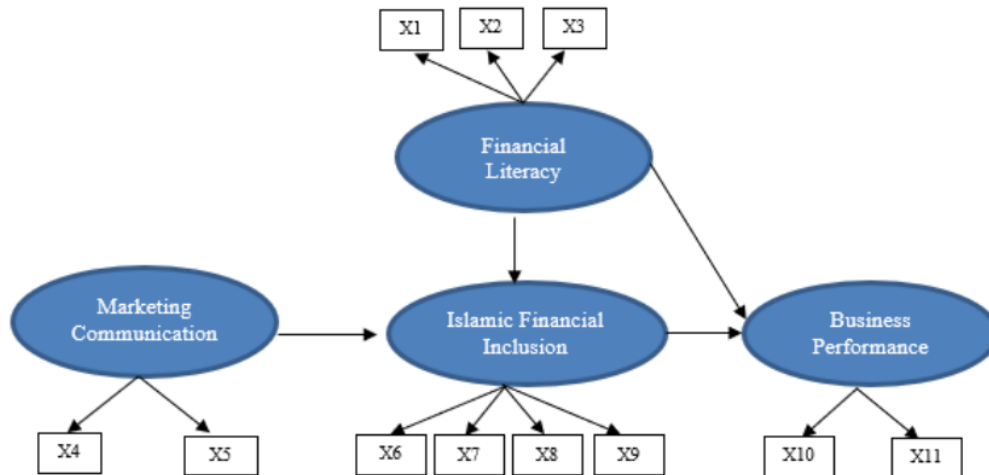 X1
X2
X3
Financial
Literacy
Marketing
Communication
Islamic Financial
Inclusion
Business
Performance
X4
X5
X6
X7
X8
X9
X10
X11